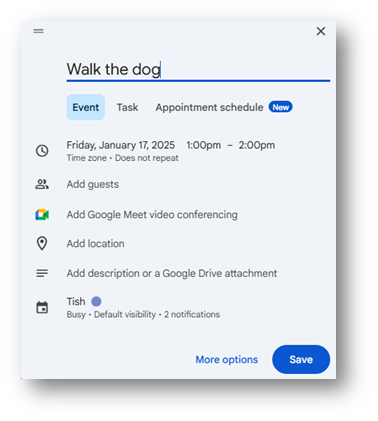 Walk the dog
Event Task Appointment schedule New
Friday, January 17, 2025 1:00pm – 2:00pm
Time zone • Does not repeat
Add guests
Add Google Meet video conferencing
Add location
Add description or a Google Drive attachment
Tish
Busy • Default visibility • 2 notifications
More options Save